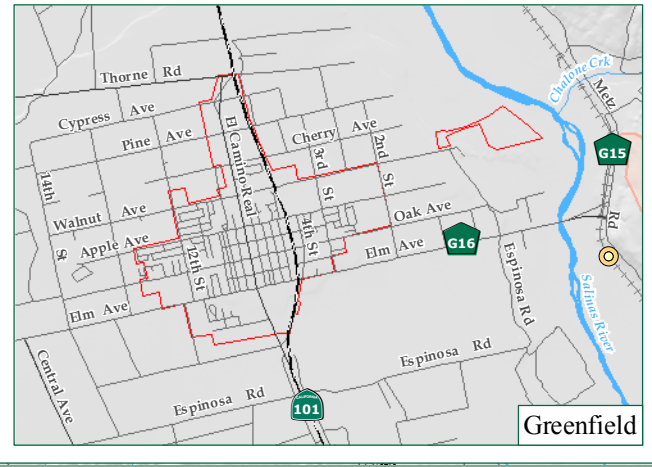 Thorne Rd
Chalone Crk
Metz
Cypress Ave
Pine Ave
Cherry Ave
El Camino Real
3rd St
2nd St
G15
14th St
Walnut Ave
Oak Ave
Rd
Apple Ave
4th St
Elm Ave
G16
12th St
Espinosa Rd
Salinas River
Elm Ave
Central Ave
Espinosa Rd
Espinosa Rd
CALIFORNIA
101
Greenfield